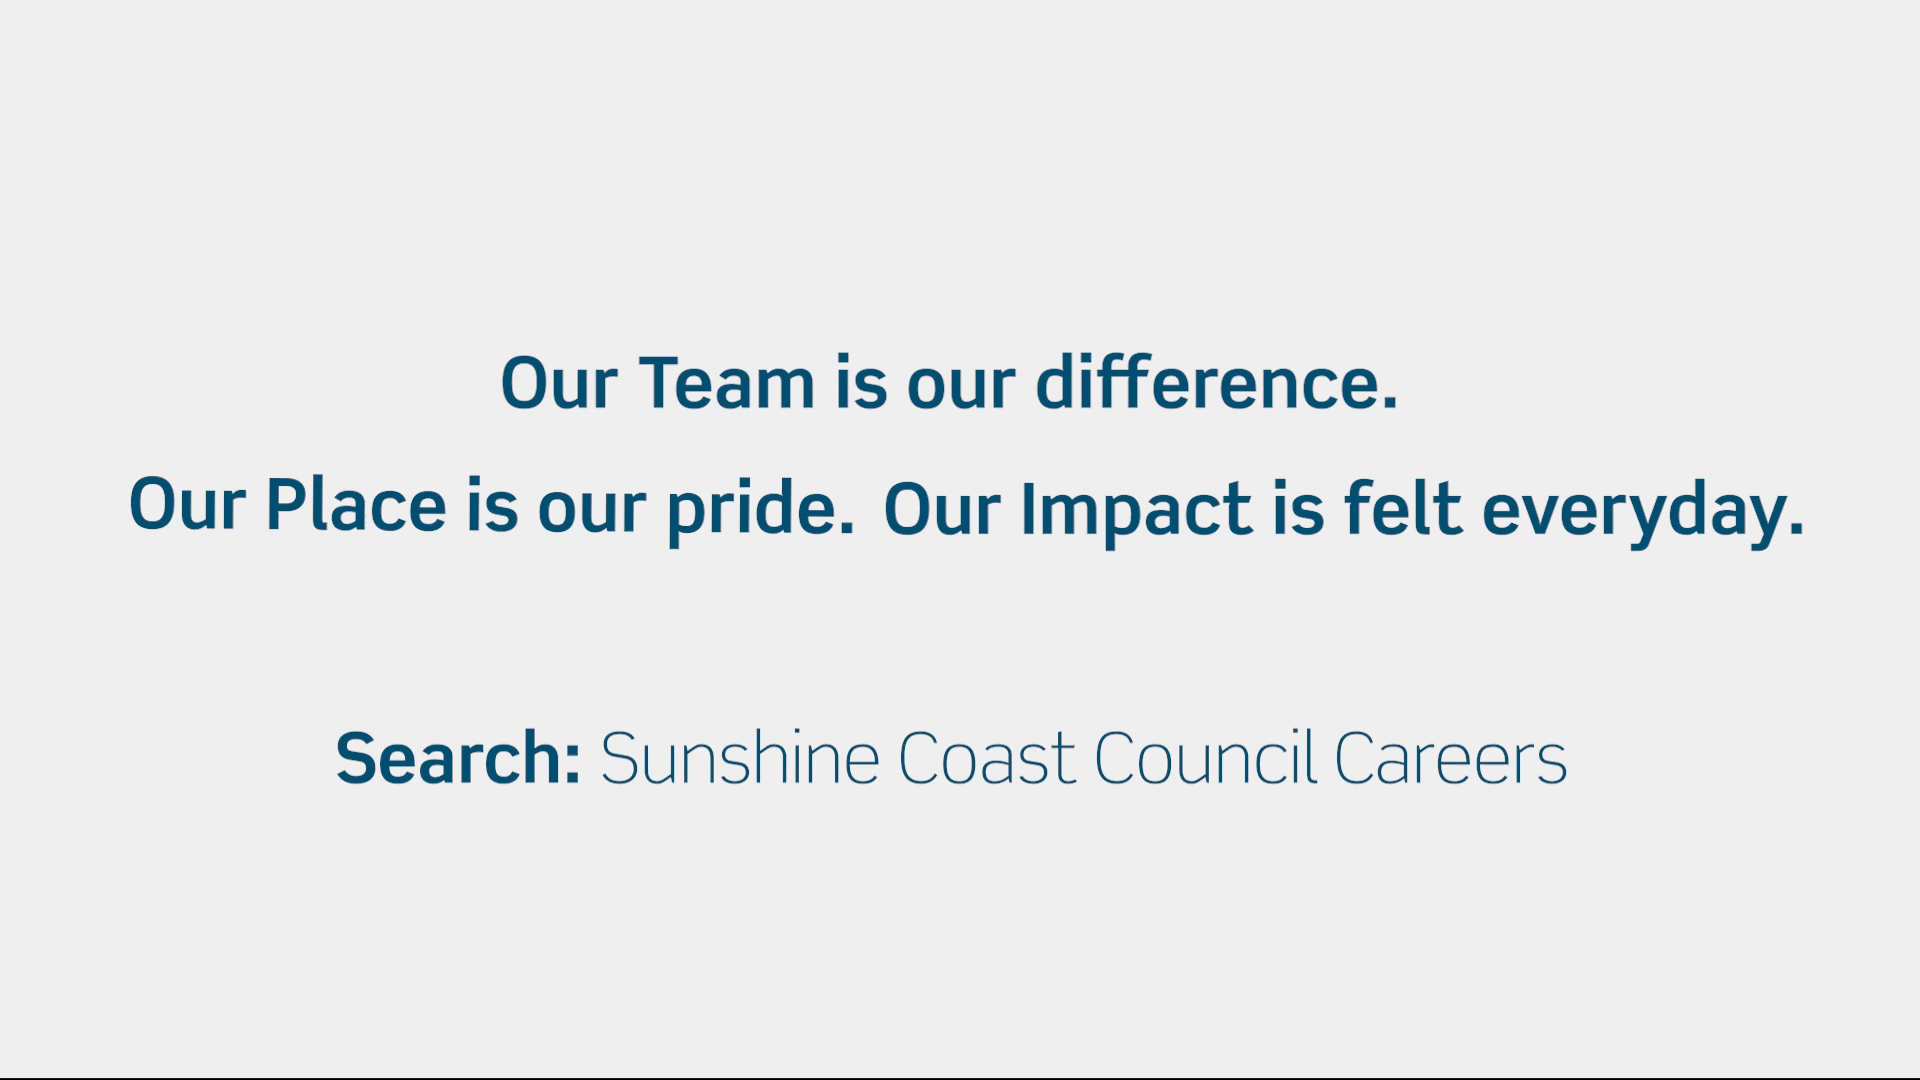 Our Team is our difference.
Our Place is our pride. Our Impact is felt everyday.
Search: Sunshine Coast Council Careers